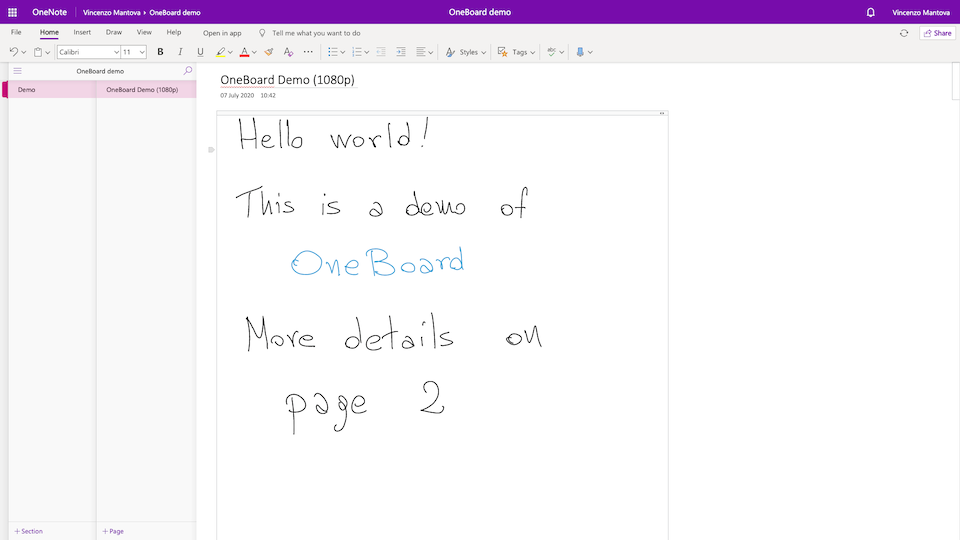 OneNote Vincenzo Mantova › OneBoard demo OneBoard demo Vincenzo Mantova
File Home Insert Draw View Help Open in app Tell me what you want to do Share
Calibri 11 B I U A A Styles Tags abc
OneBoard demo
Demo OneBoard Demo (1080p)
OneBoard Demo (1080p)
07 July 2020 10:42
Hello world!
This is a demo of
OneBoard
More details on
page 2
+ Section + Page